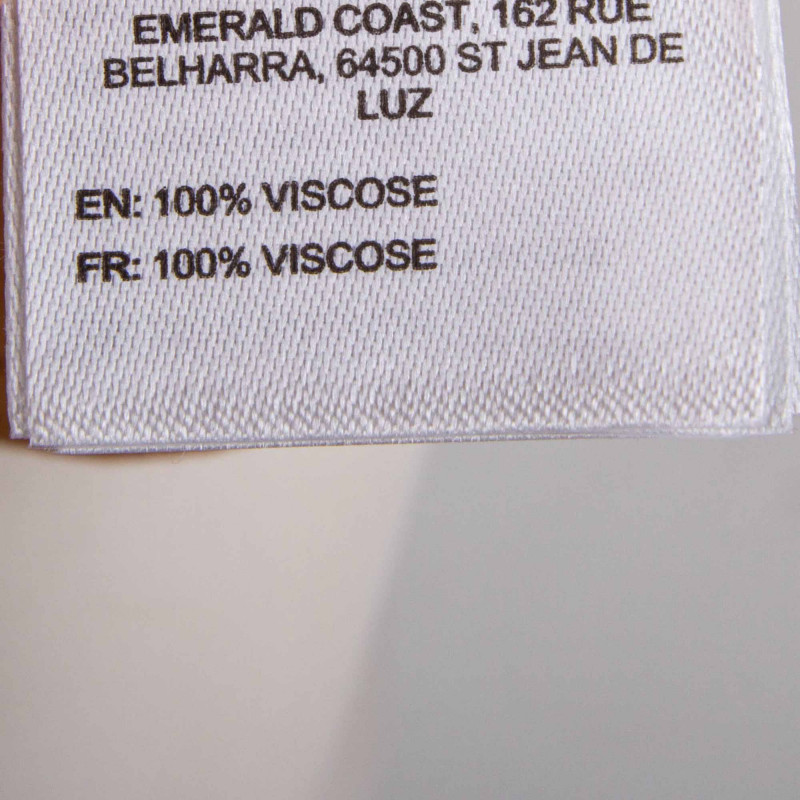 EMERALD COAST, 162 RUE
BELHARRA, 64500 ST JEAN DE
LUZ
EN: 100% VISCOSE
FR: 100% VISCOSE